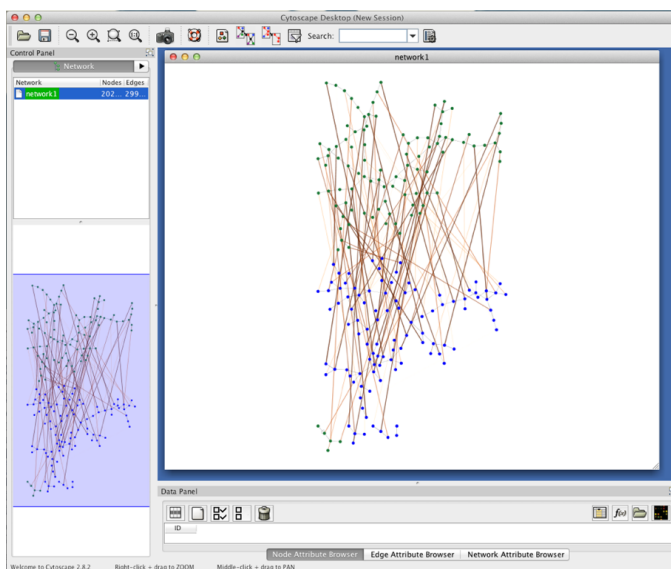 Cytoscape Desktop (New Session)
Search:
Control Panel
Network
Network Nodes Edges
network1 202... 299...
network1
Data Panel
f(x)
ID
Node Attribute Browser Edge Attribute Browser Network Attribute Browser
Welcome to Cytoscape 2.8.2 Right-click + drag to ZOOM Middle-click + drag to PAN